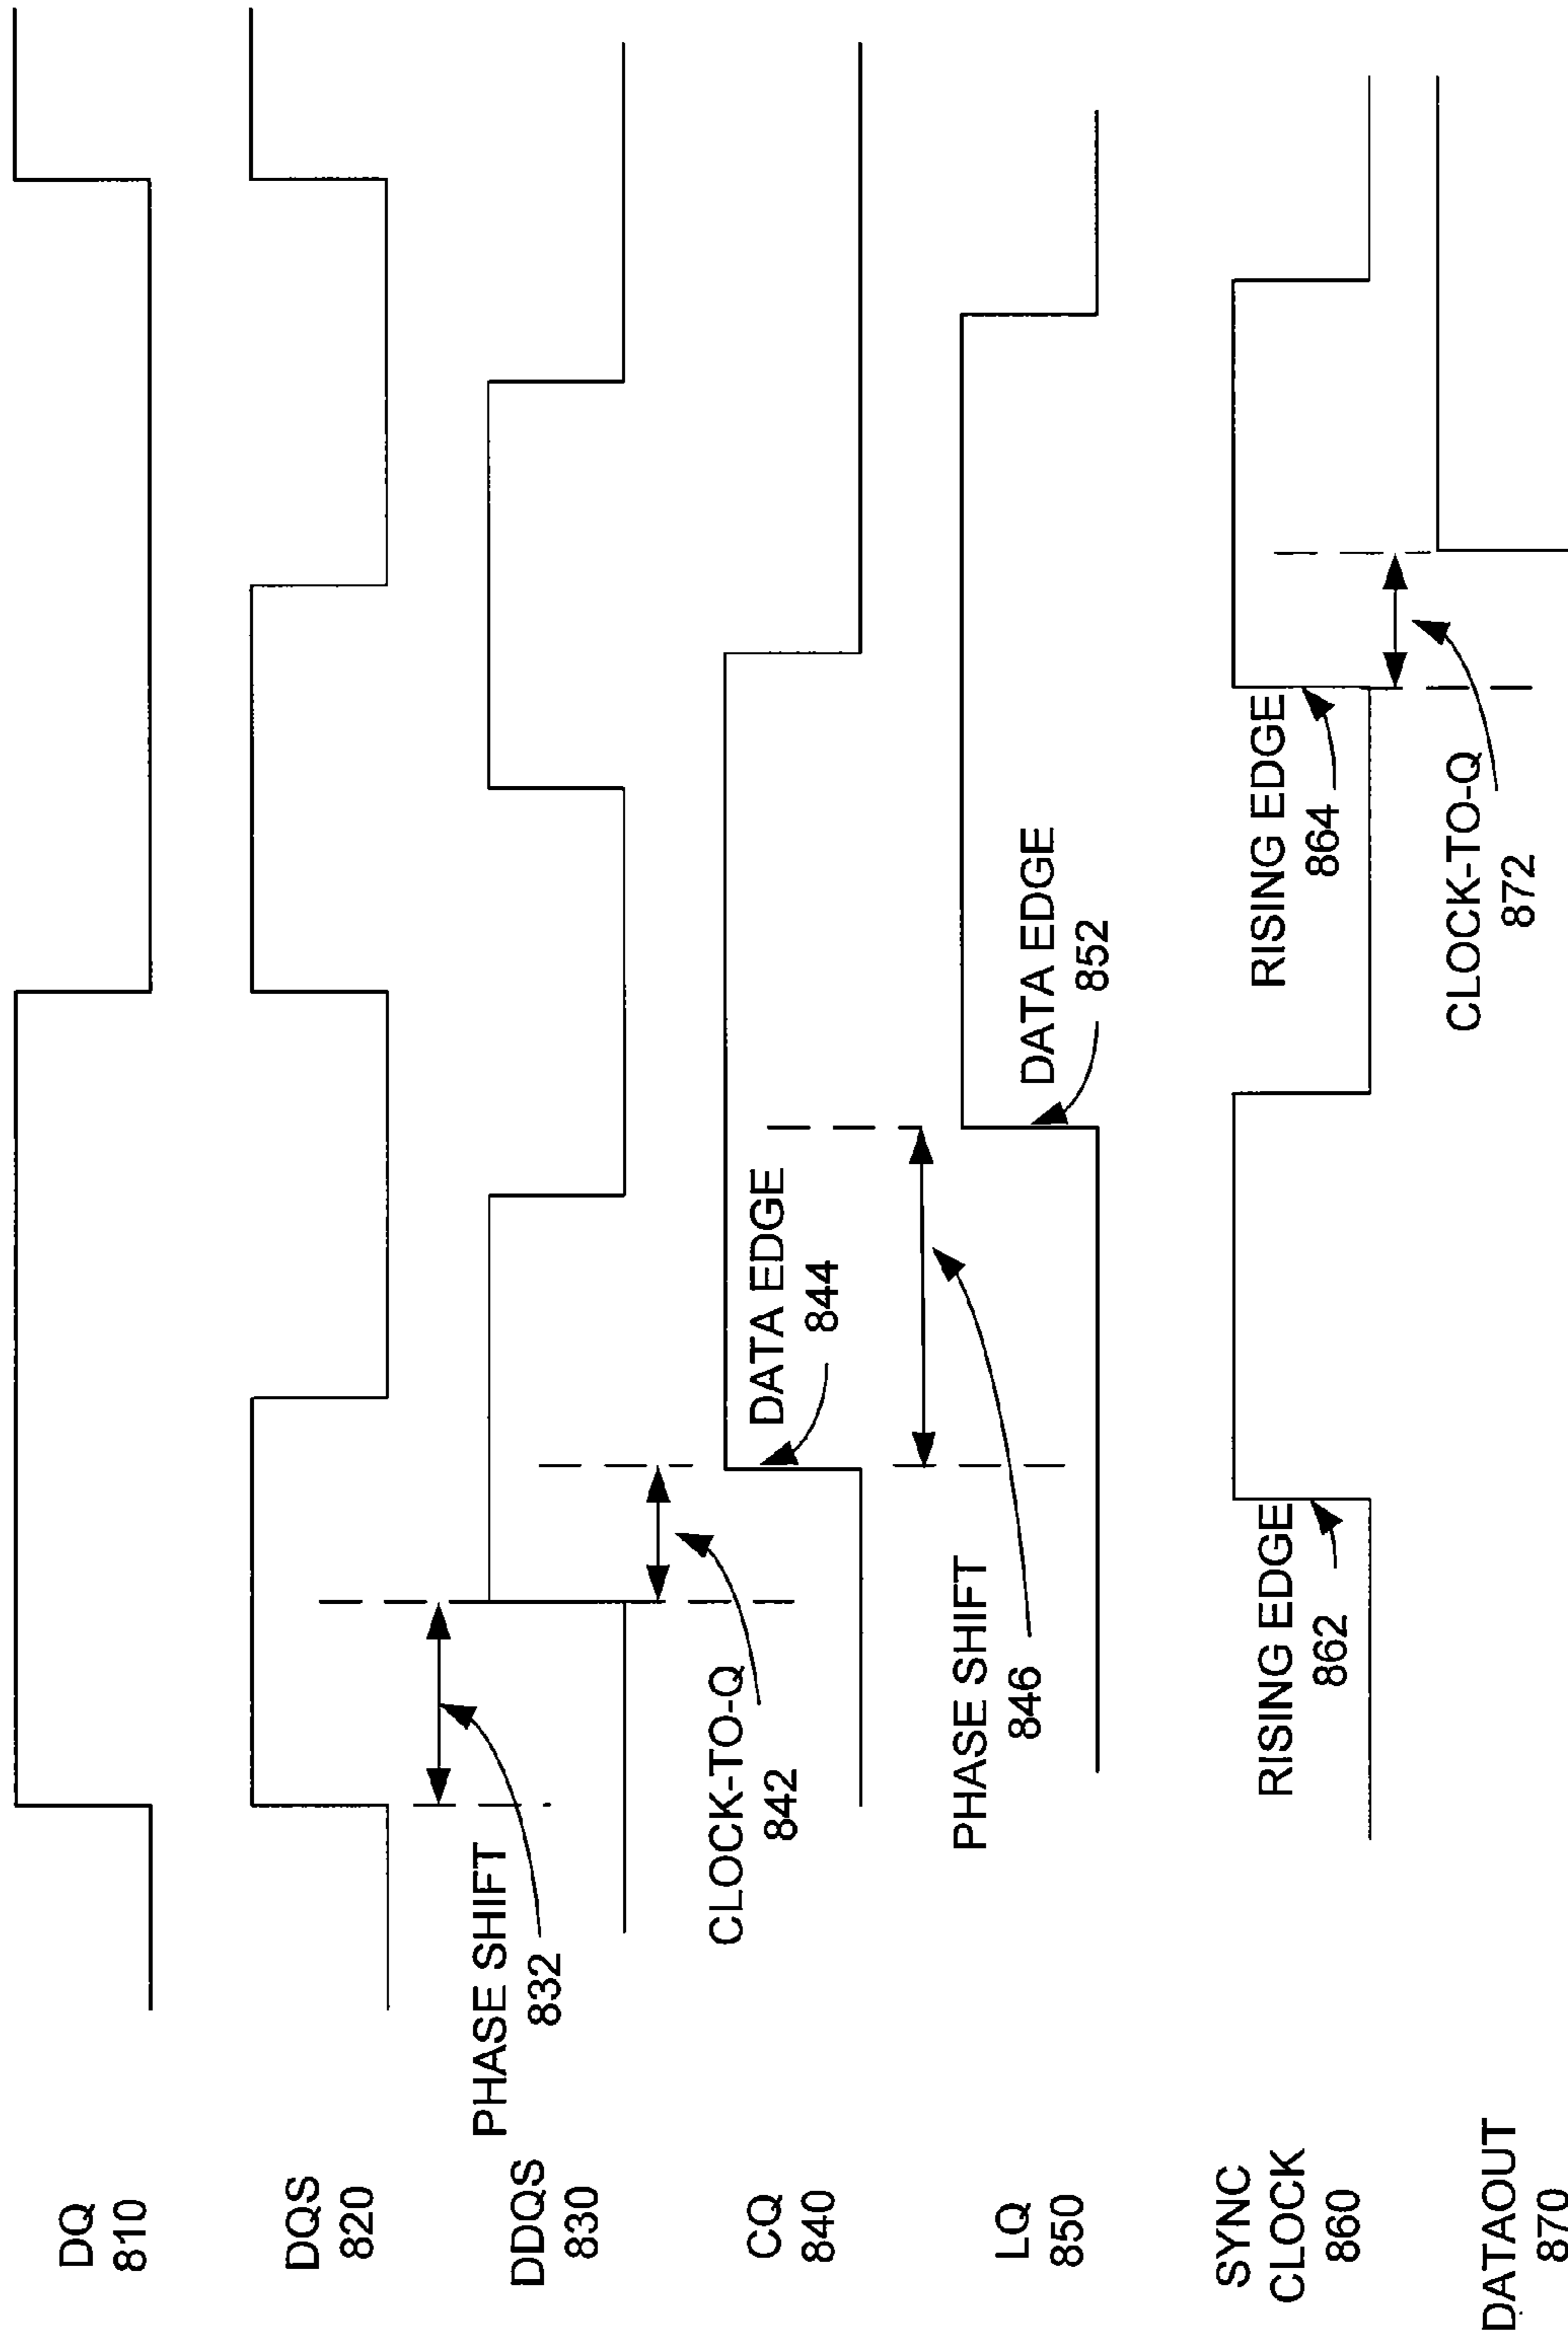 DQ
810
DQS
820
PHASE SHIFT
832
DDQS
830
CLOCK-TO-Q
842
DATA EDGE
844
CQ
840
PHASE SHIFT
846
DATA EDGE
852
LQ
850
RISING EDGE
862
RISING EDGE
864
SYNC
CLOCK
860
CLOCK-TO-Q
872
DATAOUT
870